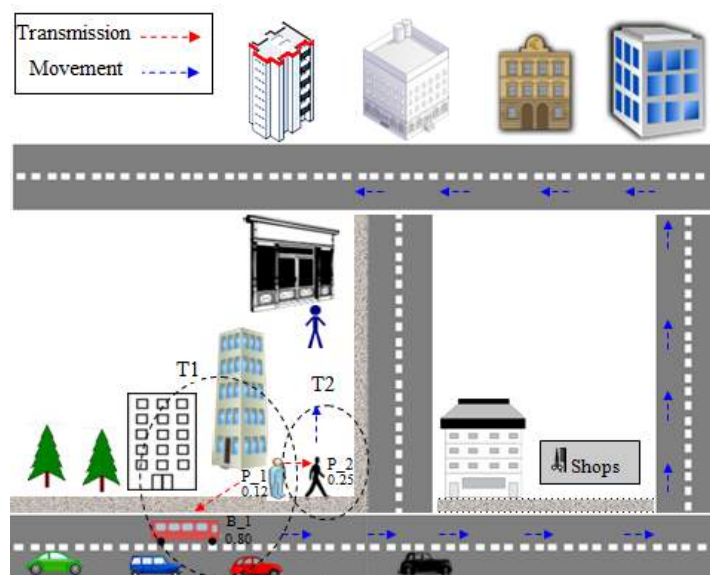 Transmission
Movement
T1
T2
P_1
0.12
P_2
0.25
B_1
0.80
Shops